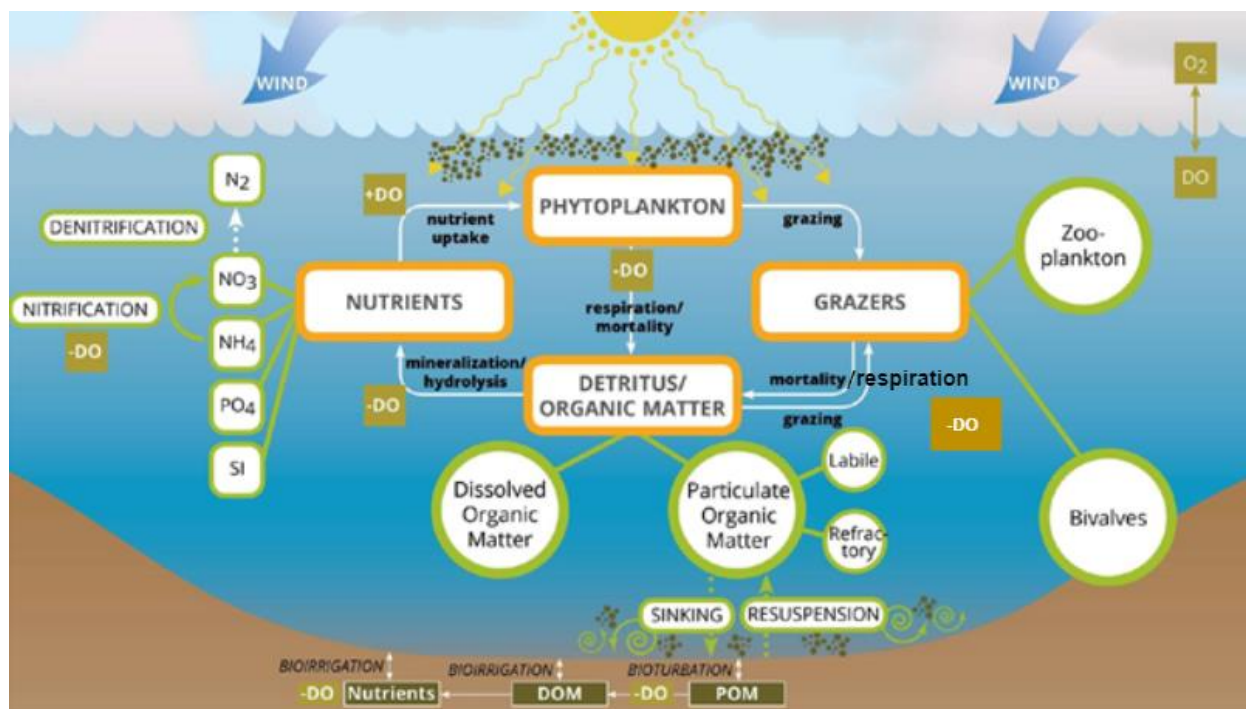 WIND
WIND
O2
DO
N2
DENITRIFICATION
NO3
NITRIFICATION
-DO
NH4
PO4
SI
+DO
nutrient
uptake
NUTRIENTS
PHYTOPLANKTON
-DO
respiration/
mortality
grazing
GRAZERS
Zoo-
plankton
Bivalves
mineralization/
hydrolysis
-DO
DETRITUS/
ORGANIC MATTER
mortality/respiration
grazing
-DO
Dissolved
Organic
Matter
Particulate
Organic
Matter
Labile
Refrac-
tory
SINKING
RESUSPENSION
BIOIRRIGATION
BIOIRRIGATION
BIOTURBATION
-DO
Nutrients
DOM
-DO
POM